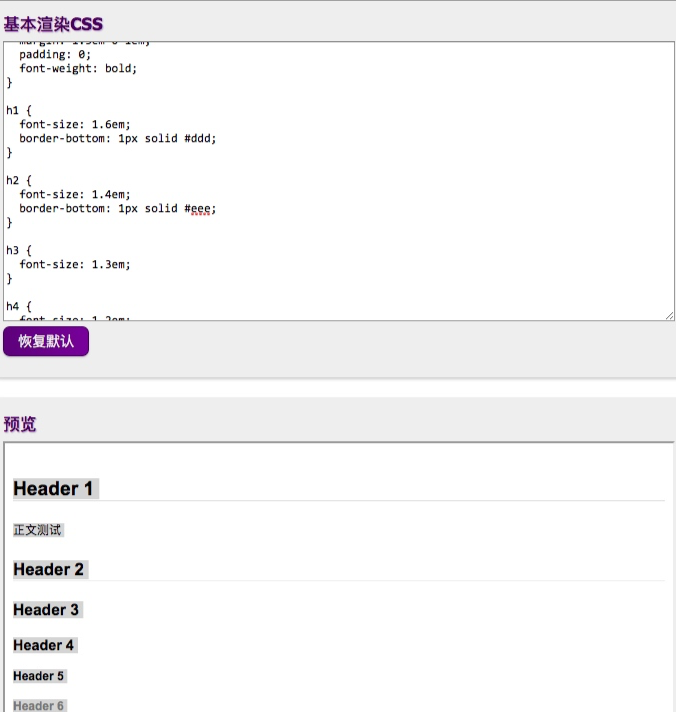 基本渲染CSS
margin: 1.5em 0 1em;
padding: 0;
font-weight: bold;
}
h1 {
font-size: 1.6em;
border-bottom: 1px solid #ddd;
}
h2 {
font-size: 1.4em;
border-bottom: 1px solid #eee;
}
h3 {
font-size: 1.3em;
}
h4 {
font-size: 1.2em;
恢复默认
预览
Header 1
正文测试
Header 2
Header 3
Header 4
Header 5
Header 6